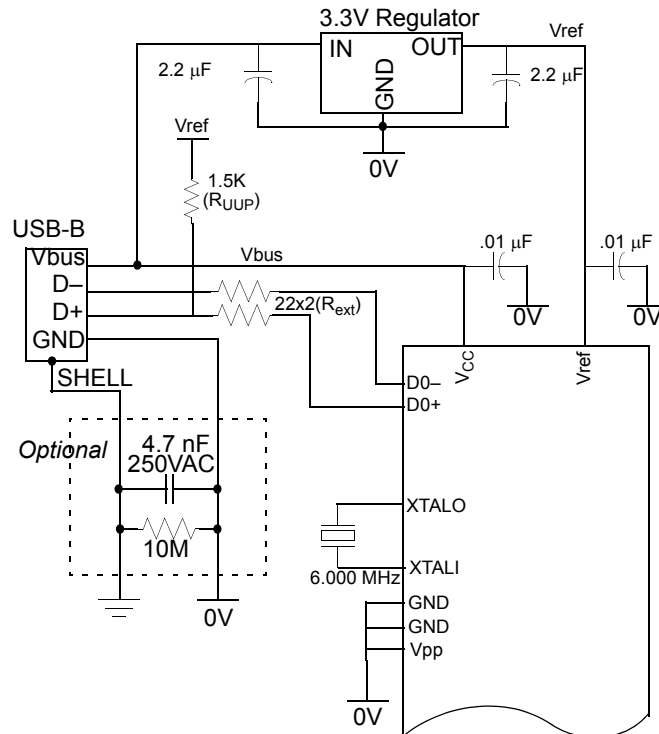 3.3V Regulator
IN OUT
GND
Vref
2.2 μF
2.2 μF
0V
Vref
1.5K
(RUUP)
USB-B
Vbus
D–
D+
GND
SHELL
Vbus
22x2(Rext)
.01 μF
.01 μF
0V
0V
VCC
Vref
D0–
D0+
Optional
4.7 nF
250VAC
10M
0V
XTALO
XTALI
6.000 MHz
GND
GND
Vpp
0V